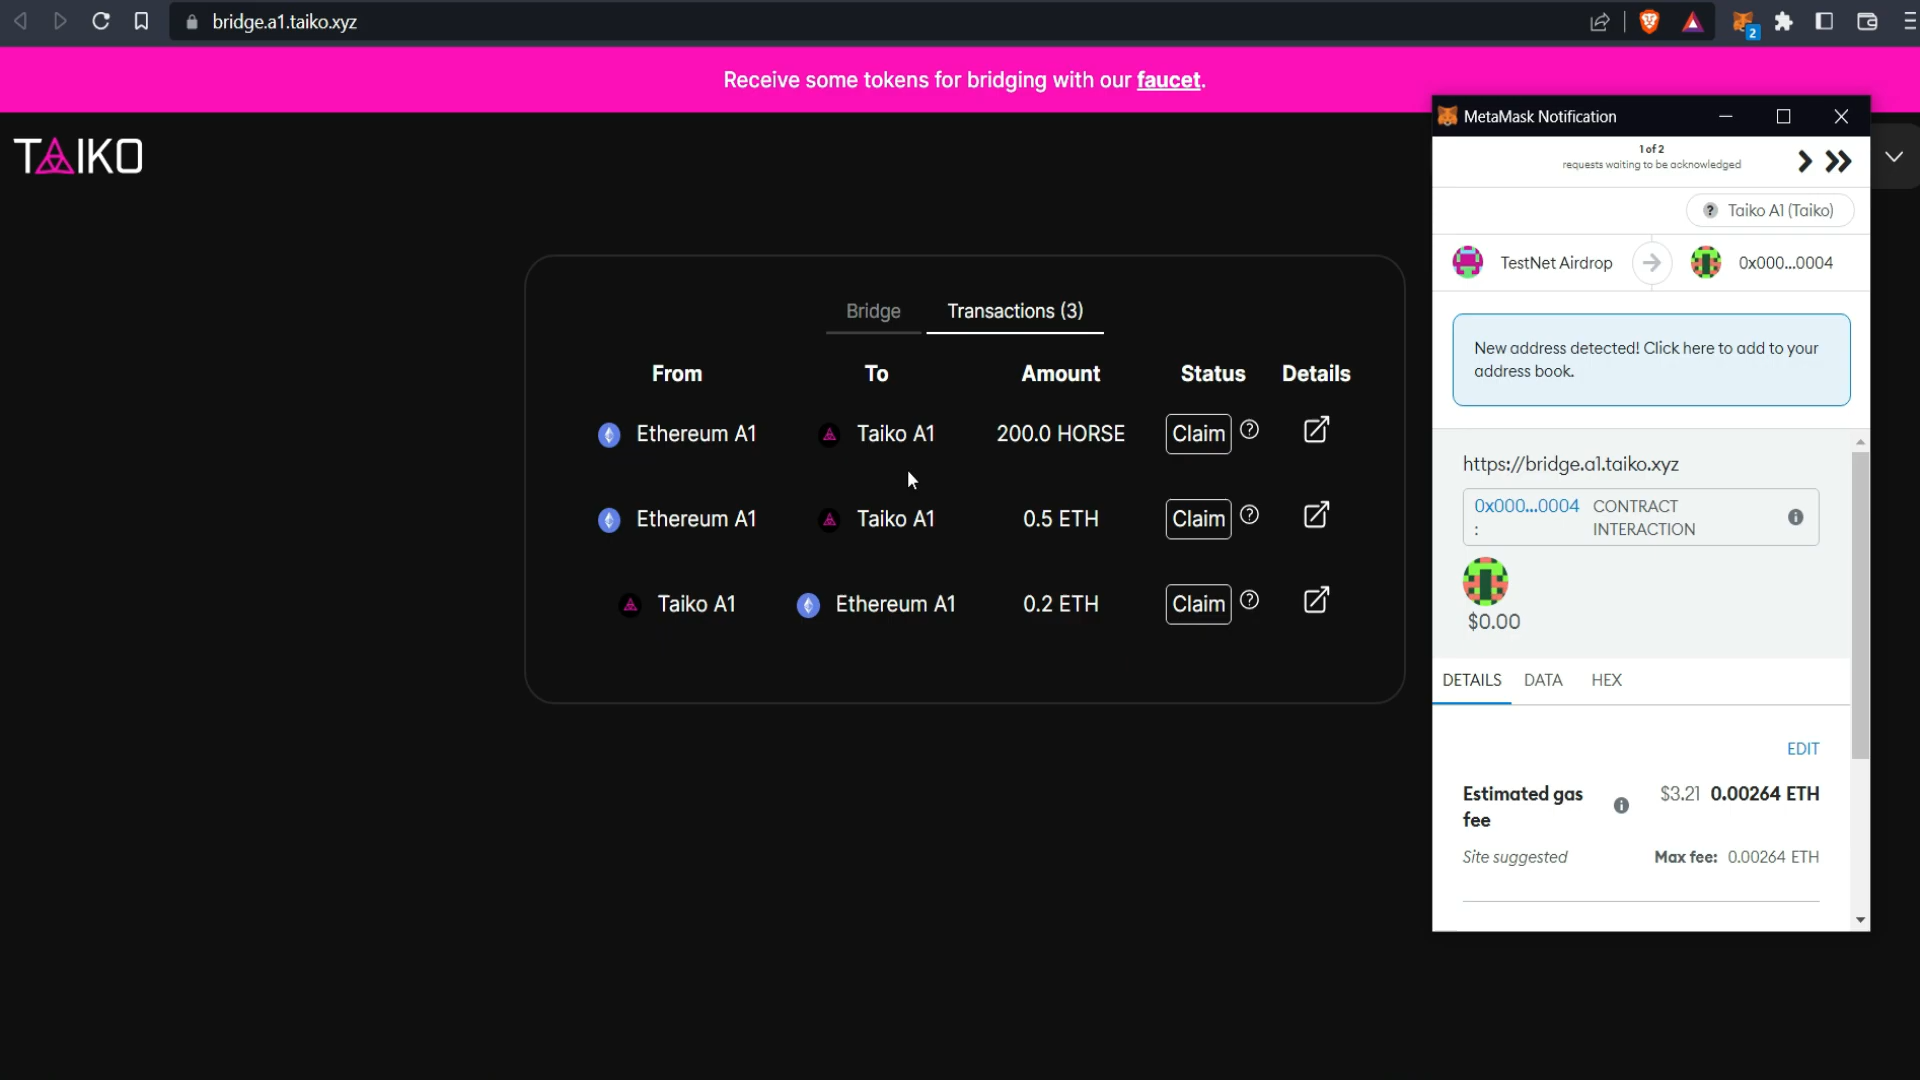 bridge.a1.taiko.xyz
2
Receive some tokens for bridging with our faucet.
TAIKO
Bridge Transactions (3)
From To Amount Status Details
Ethereum A1 Taiko A1 200.0 HORSE Claim ?
Ethereum A1 Taiko A1 0.5 ETH Claim ?
Taiko A1 Ethereum A1 0.2 ETH Claim ?
MetaMask Notification
1 of 2
requests waiting to be acknowledged
? Taiko A1 (Taiko)
TestNet Airdrop 0x000...0004
New address detected! Click here to add to your
address book.
https://bridge.a1.taiko.xyz
0x000...0004 CONTRACT
: INTERACTION
$0.00
DETAILS DATA HEX
EDIT
Estimated gas $3.21 0.00264 ETH
fee
Site suggested Max fee: 0.00264 ETH